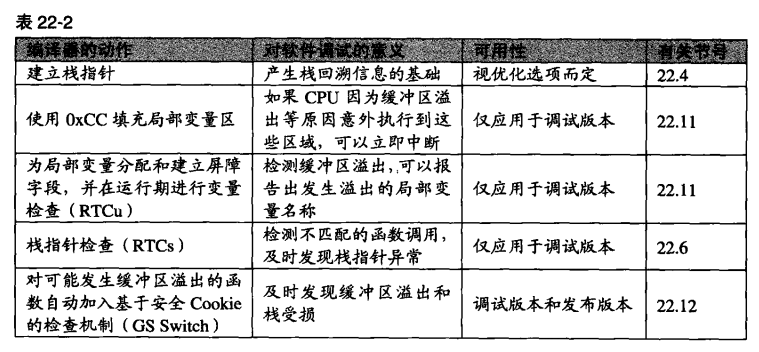 表 22-2
编译器的动作 对软件调试的意义 可用性 有关节号
建立栈指针 产生栈回溯信息的基础 视优化选项而定 22.4
使用 0xCC 填充局部变量区 如果 CPU 因为缓冲区溢
出等原因意外执行到这
些区域，可以立即中断 仅应用于调试版本 22.11
为局部变量分配和建立屏障
字段，并在运行期进行变量
检查（RTCu） 检测缓冲区溢出，可以报
告出发生溢出的局部变
量名称 仅应用于调试版本 22.11
栈指针检查（RTCs） 检测不匹配的函数调用，
及时发现栈指针异常 仅应用于调试版本 22.6
对可能发生缓冲区溢出的函
数自动加入基于安全 Cookie
的检查机制（GS Switch） 及时发现缓冲区溢出和
栈受损 调试版本和发布版本 22.12